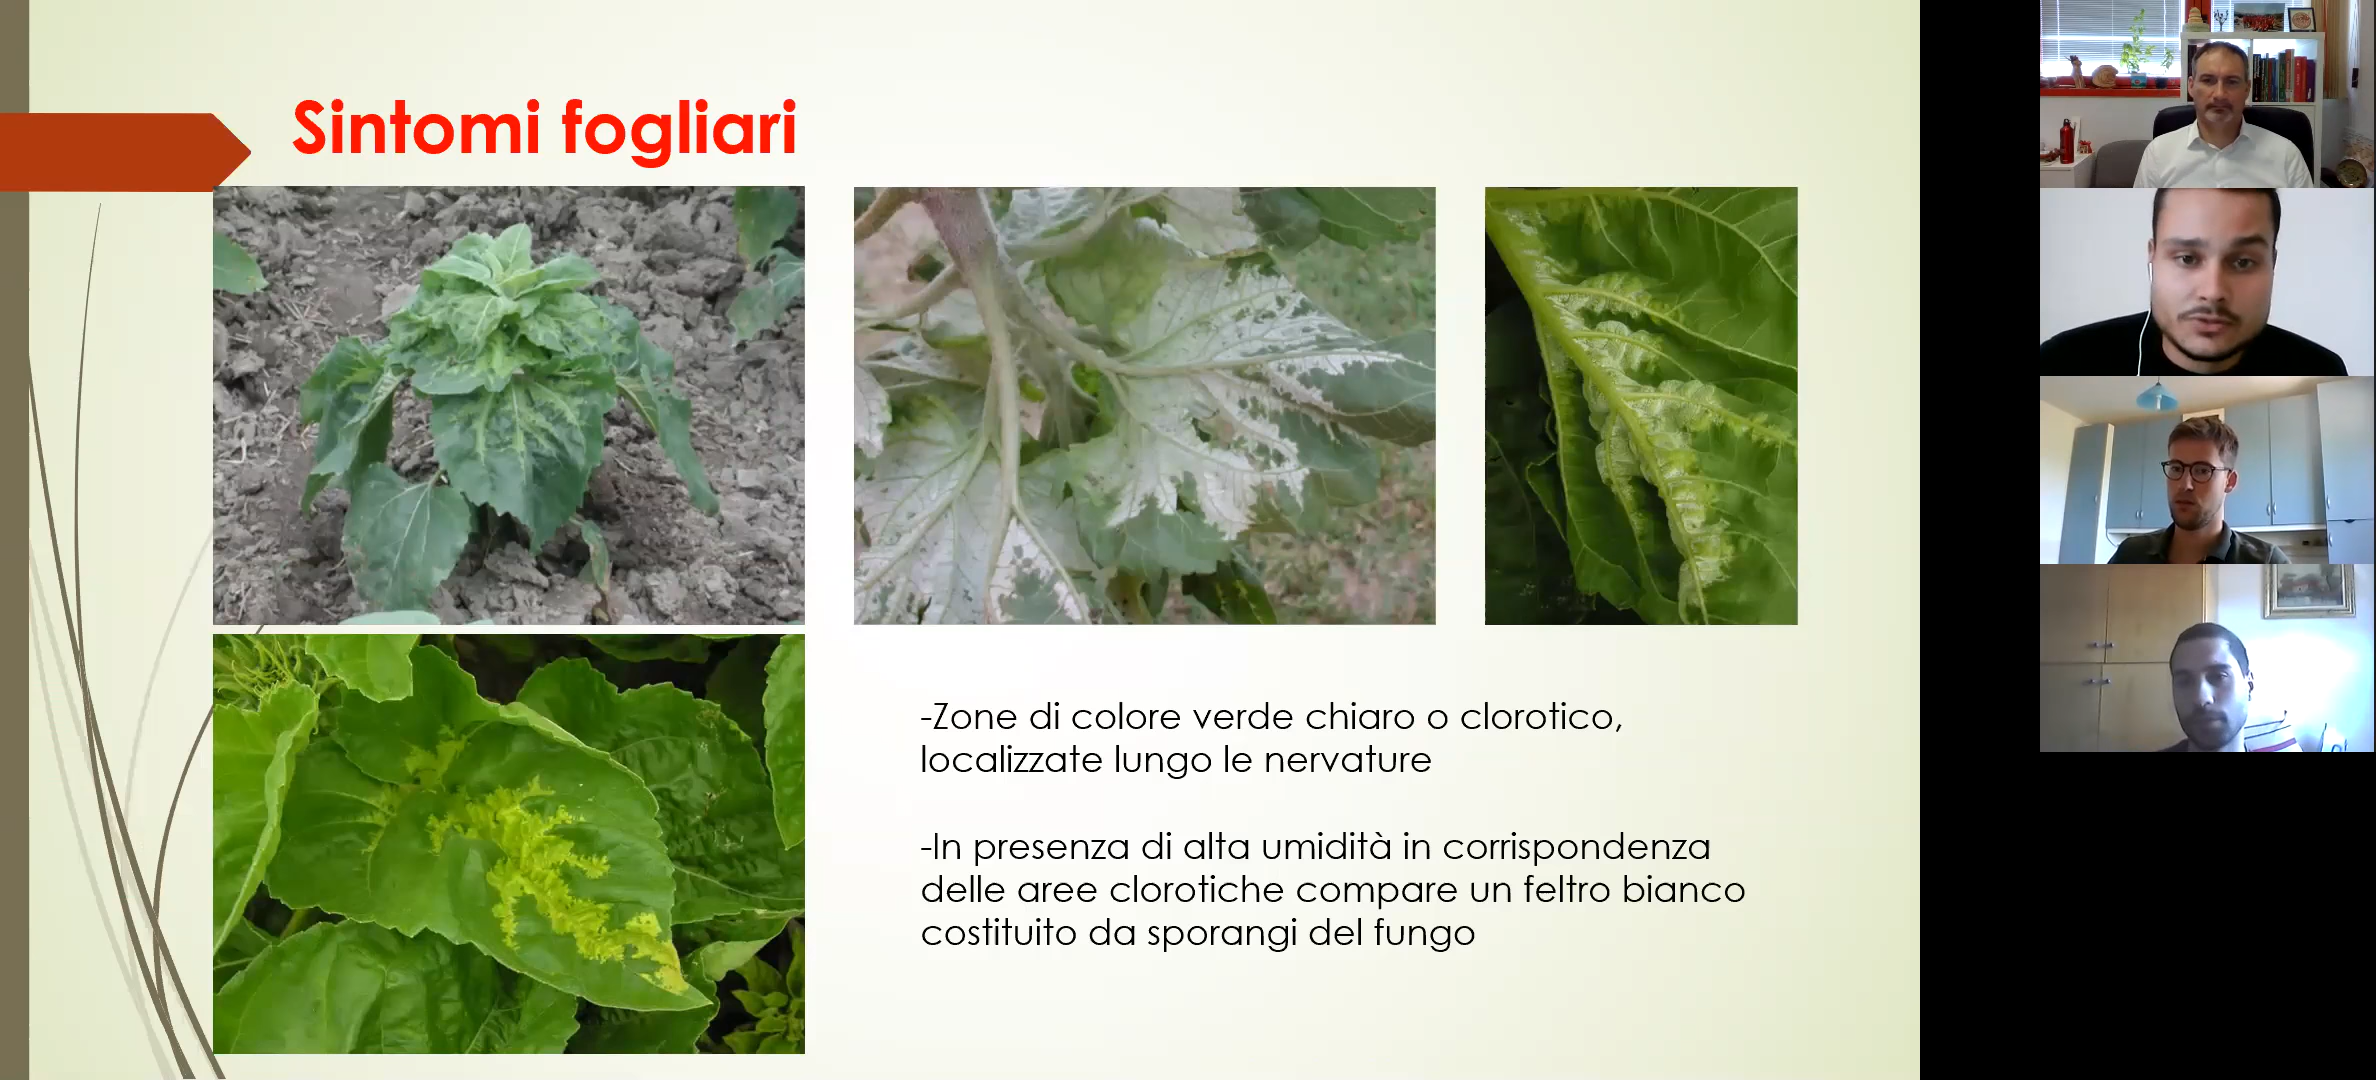 Sintomi fogliari
-Zone di colore verde chiaro o clorotico,
localizzate lungo le nervature
-In presenza di alta umidità in corrispondenza
delle aree clorotiche compare un feltro bianco
costituito da sporangi del fungo